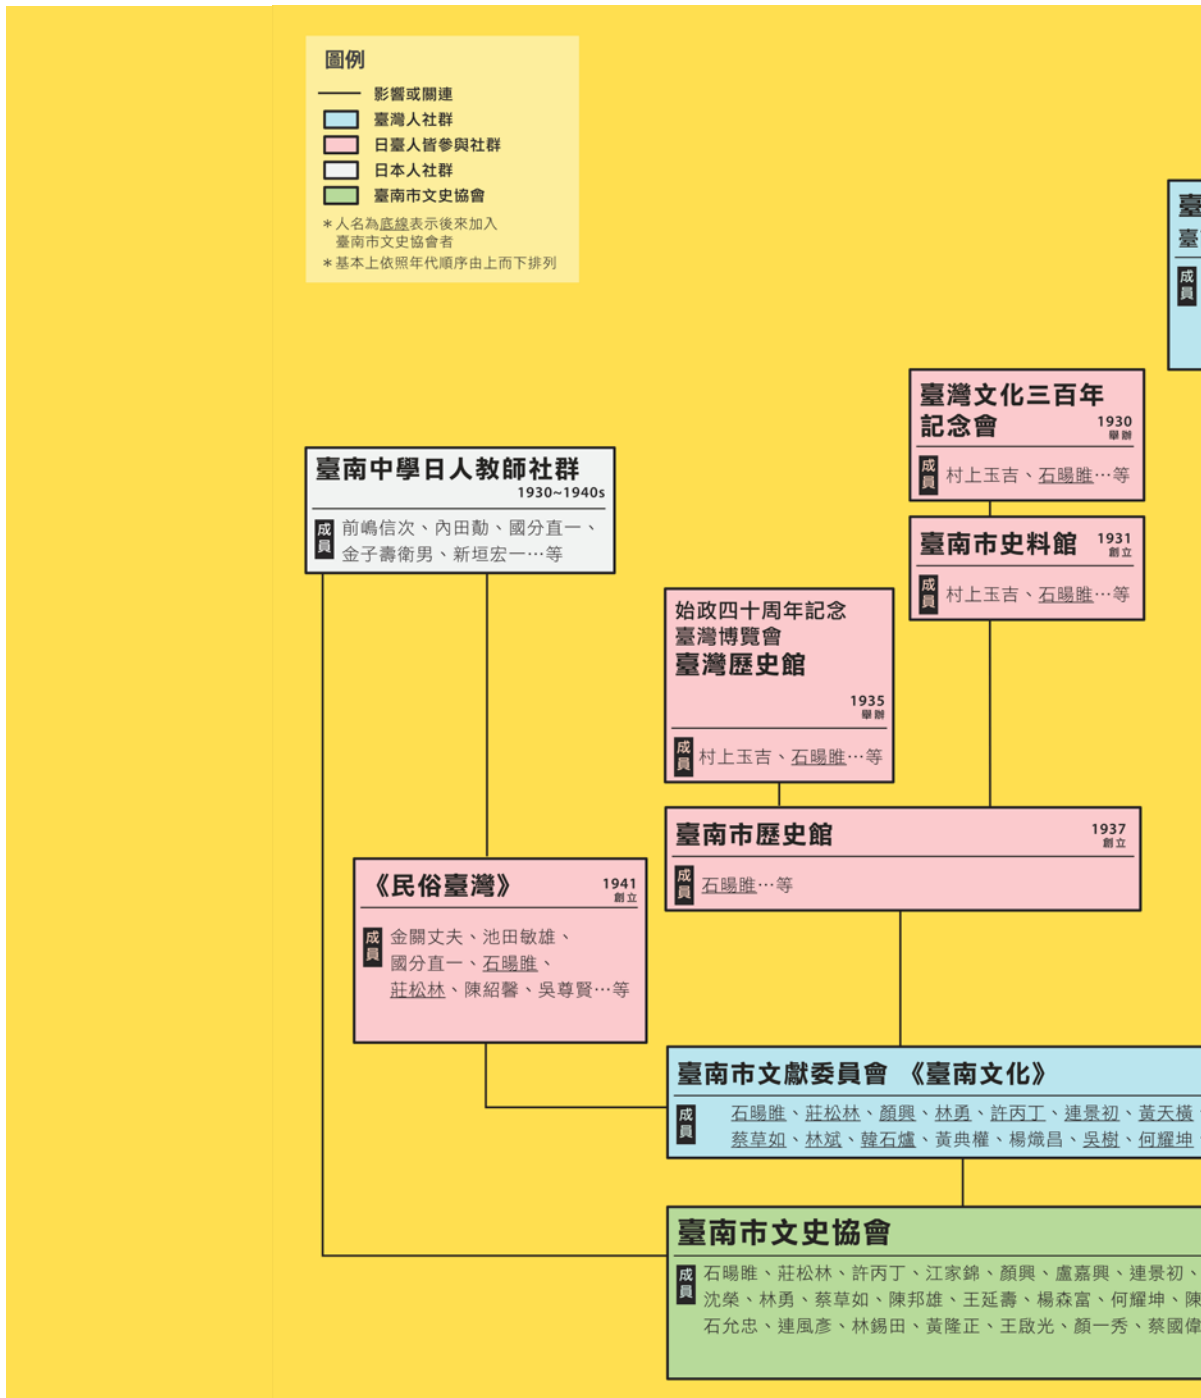 圖例
影響或關連
臺灣人社群
日臺人皆參與社群
日本人社群
臺南市文史協會
＊人名為底線表示後來加入
臺南市文史協會者
＊基本上依照年代順序由上而下排列
臺
臺
成員
臺灣文化三百年
記念會
1930
舉辦
成員
村上玉吉、石暘睢…等
臺南中學日人教師社群
1930~1940s
成員
前嶋信次、內田勣、國分直一、
金子壽衛男、新垣宏一…等
臺南市史料館
1931
創立
成員
村上玉吉、石暘睢…等
始政四十周年記念
臺灣博覽會
臺灣歷史館
1935
舉辦
成員
村上玉吉、石暘睢…等
臺南市歷史館
1937
創立
成員
石暘睢…等
《民俗臺灣》
1941
創立
成員
金關丈夫、池田敏雄、
國分直一、石暘睢、
莊松林、陳紹馨、吳尊賢…等
臺南市文獻委員會 《臺南文化》
成員
石暘睢、莊松林、顏興、林勇、許丙丁、連景初、黃天橫
蔡草如、林斌、韓石爐、黃典權、楊熾昌、吳樹、何耀坤
臺南市文史協會
成員
石暘睢、莊松林、許丙丁、江家錦、顏興、盧嘉興、連景初、
沈榮、林勇、蔡草如、陳邦雄、王延壽、楊森富、何耀坤、陳
石允忠、連風彥、林錫田、黃隆正、王啟光、顏一秀、蔡國偉